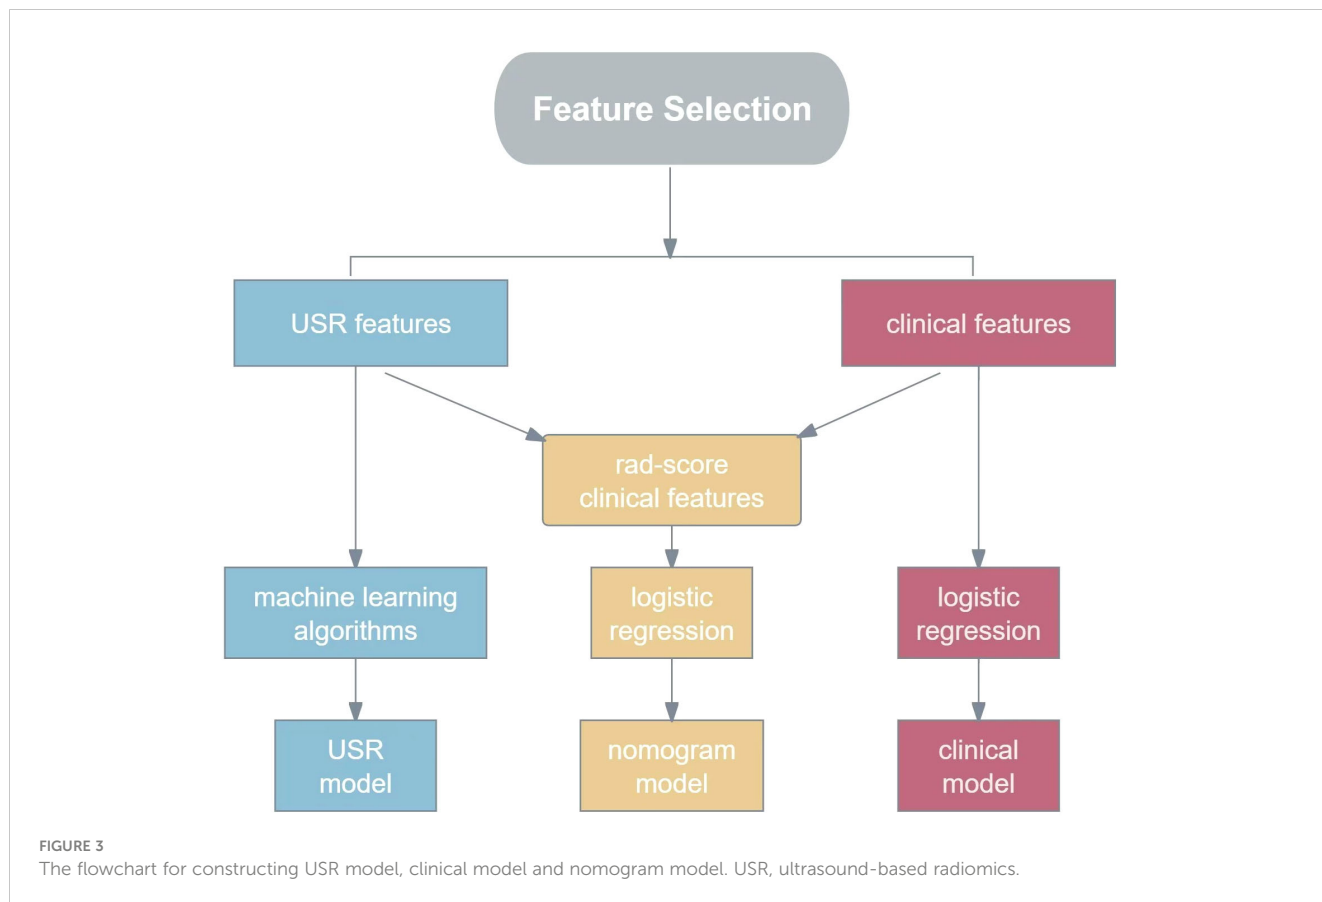 Feature Selection
USR features
clinical features
rad-score
clinical features
machine learning
algorithms
logistic
regression
logistic
regression
USR
model
nomogram
model
clinical
model
FIGURE 3
The flowchart for constructing USR model, clinical model and nomogram model. USR, ultrasound-based radiomics.